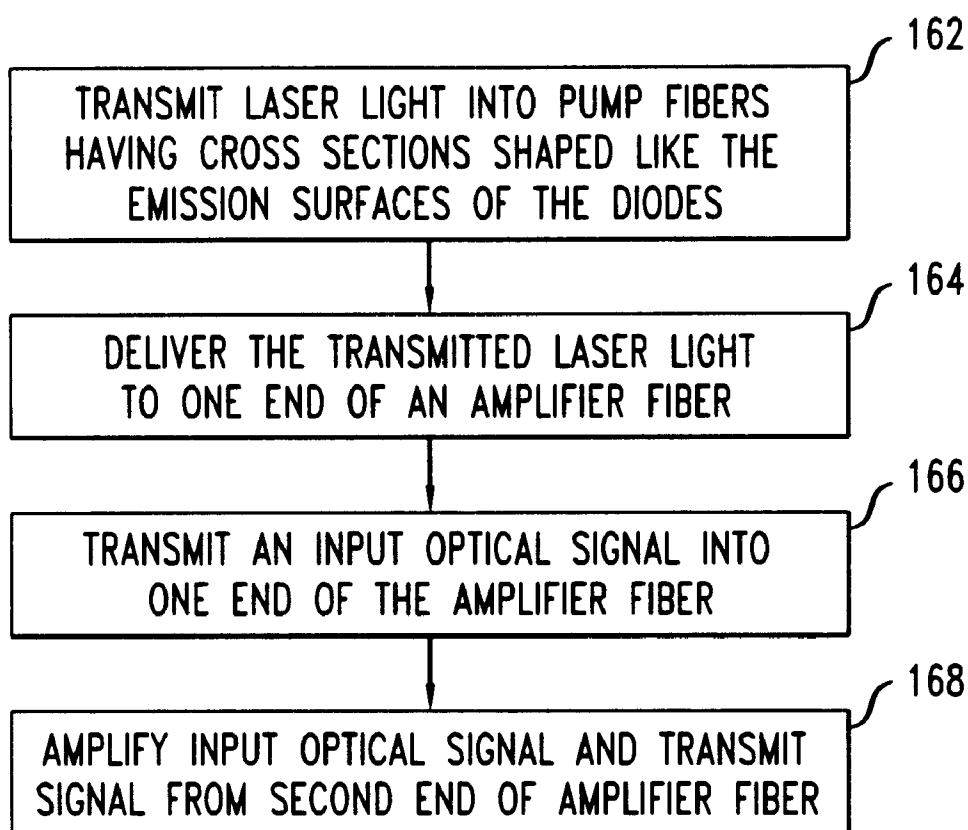 162
TRANSMIT LASER LIGHT INTO PUMP FIBERS
HAVING CROSS SECTIONS SHAPED LIKE THE
EMISSION SURFACES OF THE DIODES
164
DELIVER THE TRANSMITTED LASER LIGHT
TO ONE END OF AN AMPLIFIER FIBER
166
TRANSMIT AN INPUT OPTICAL SIGNAL INTO
ONE END OF THE AMPLIFIER FIBER
168
AMPLIFY INPUT OPTICAL SIGNAL AND TRANSMIT
SIGNAL FROM SECOND END OF AMPLIFIER FIBER